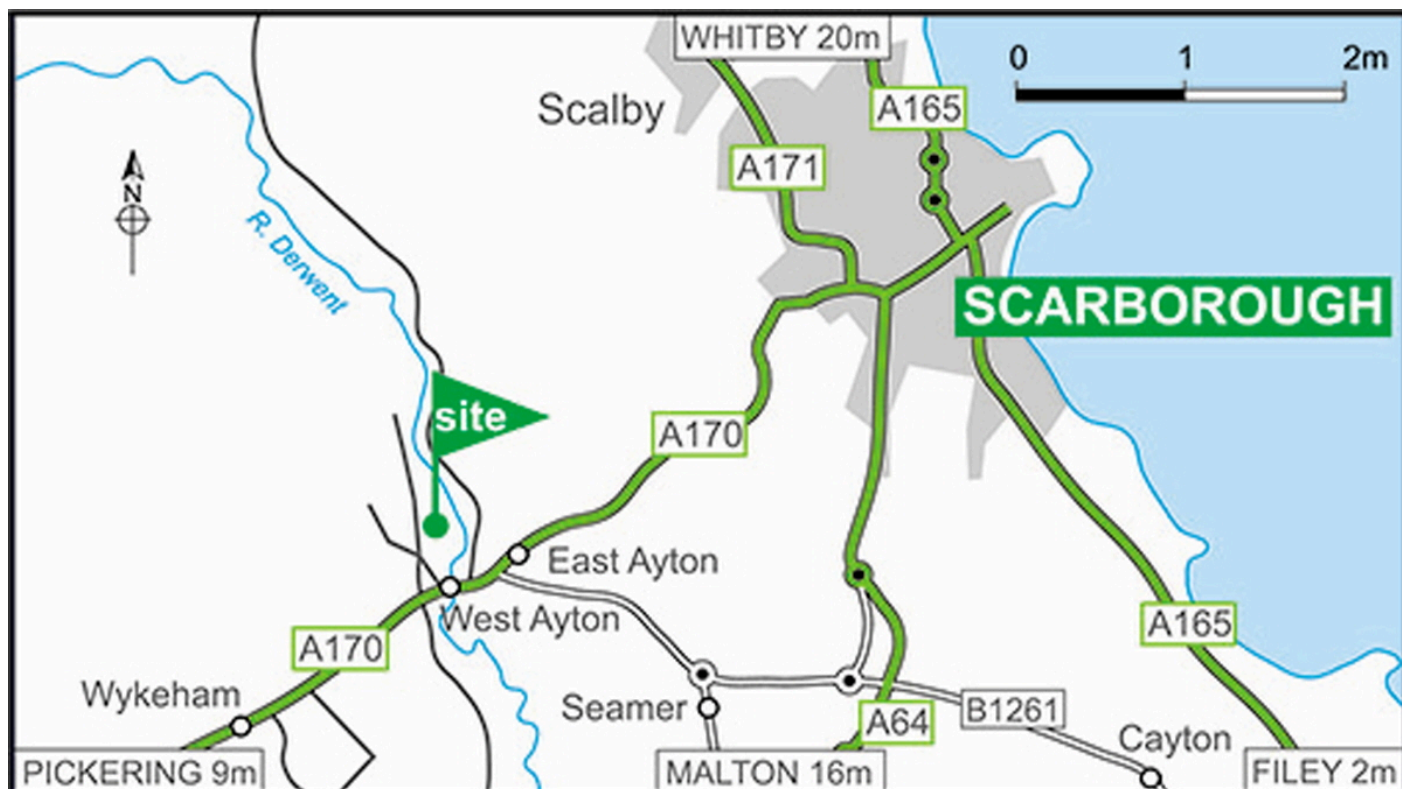 WHITBY 20m
0 1 2m
Scalby
A165
A171
N
R. Derwent
SCARBOROUGH
site
A170
East Ayton
West Ayton
A165
A170
Wykeham
Seamer
B1261
A64
Cayton
PICKERING 9m
MALTON 16m
FILEY 2m